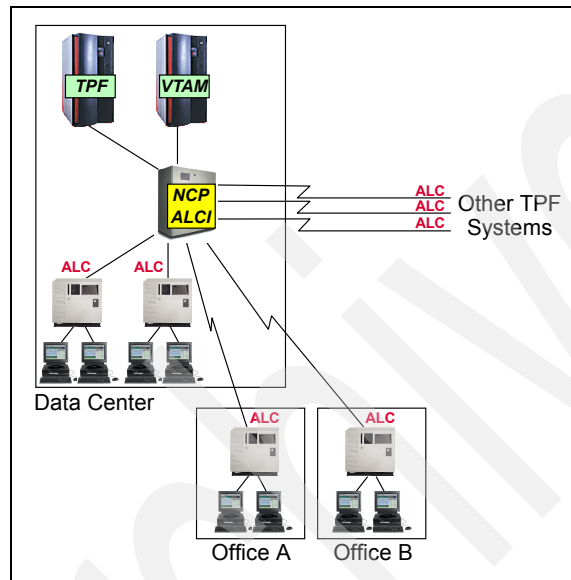 TPF
VTAM
NCP
ALCI
ALC
ALC
ALC
Other TPF
Systems
ALC
ALC
Data Center
ALC
ALC
Office A
Office B